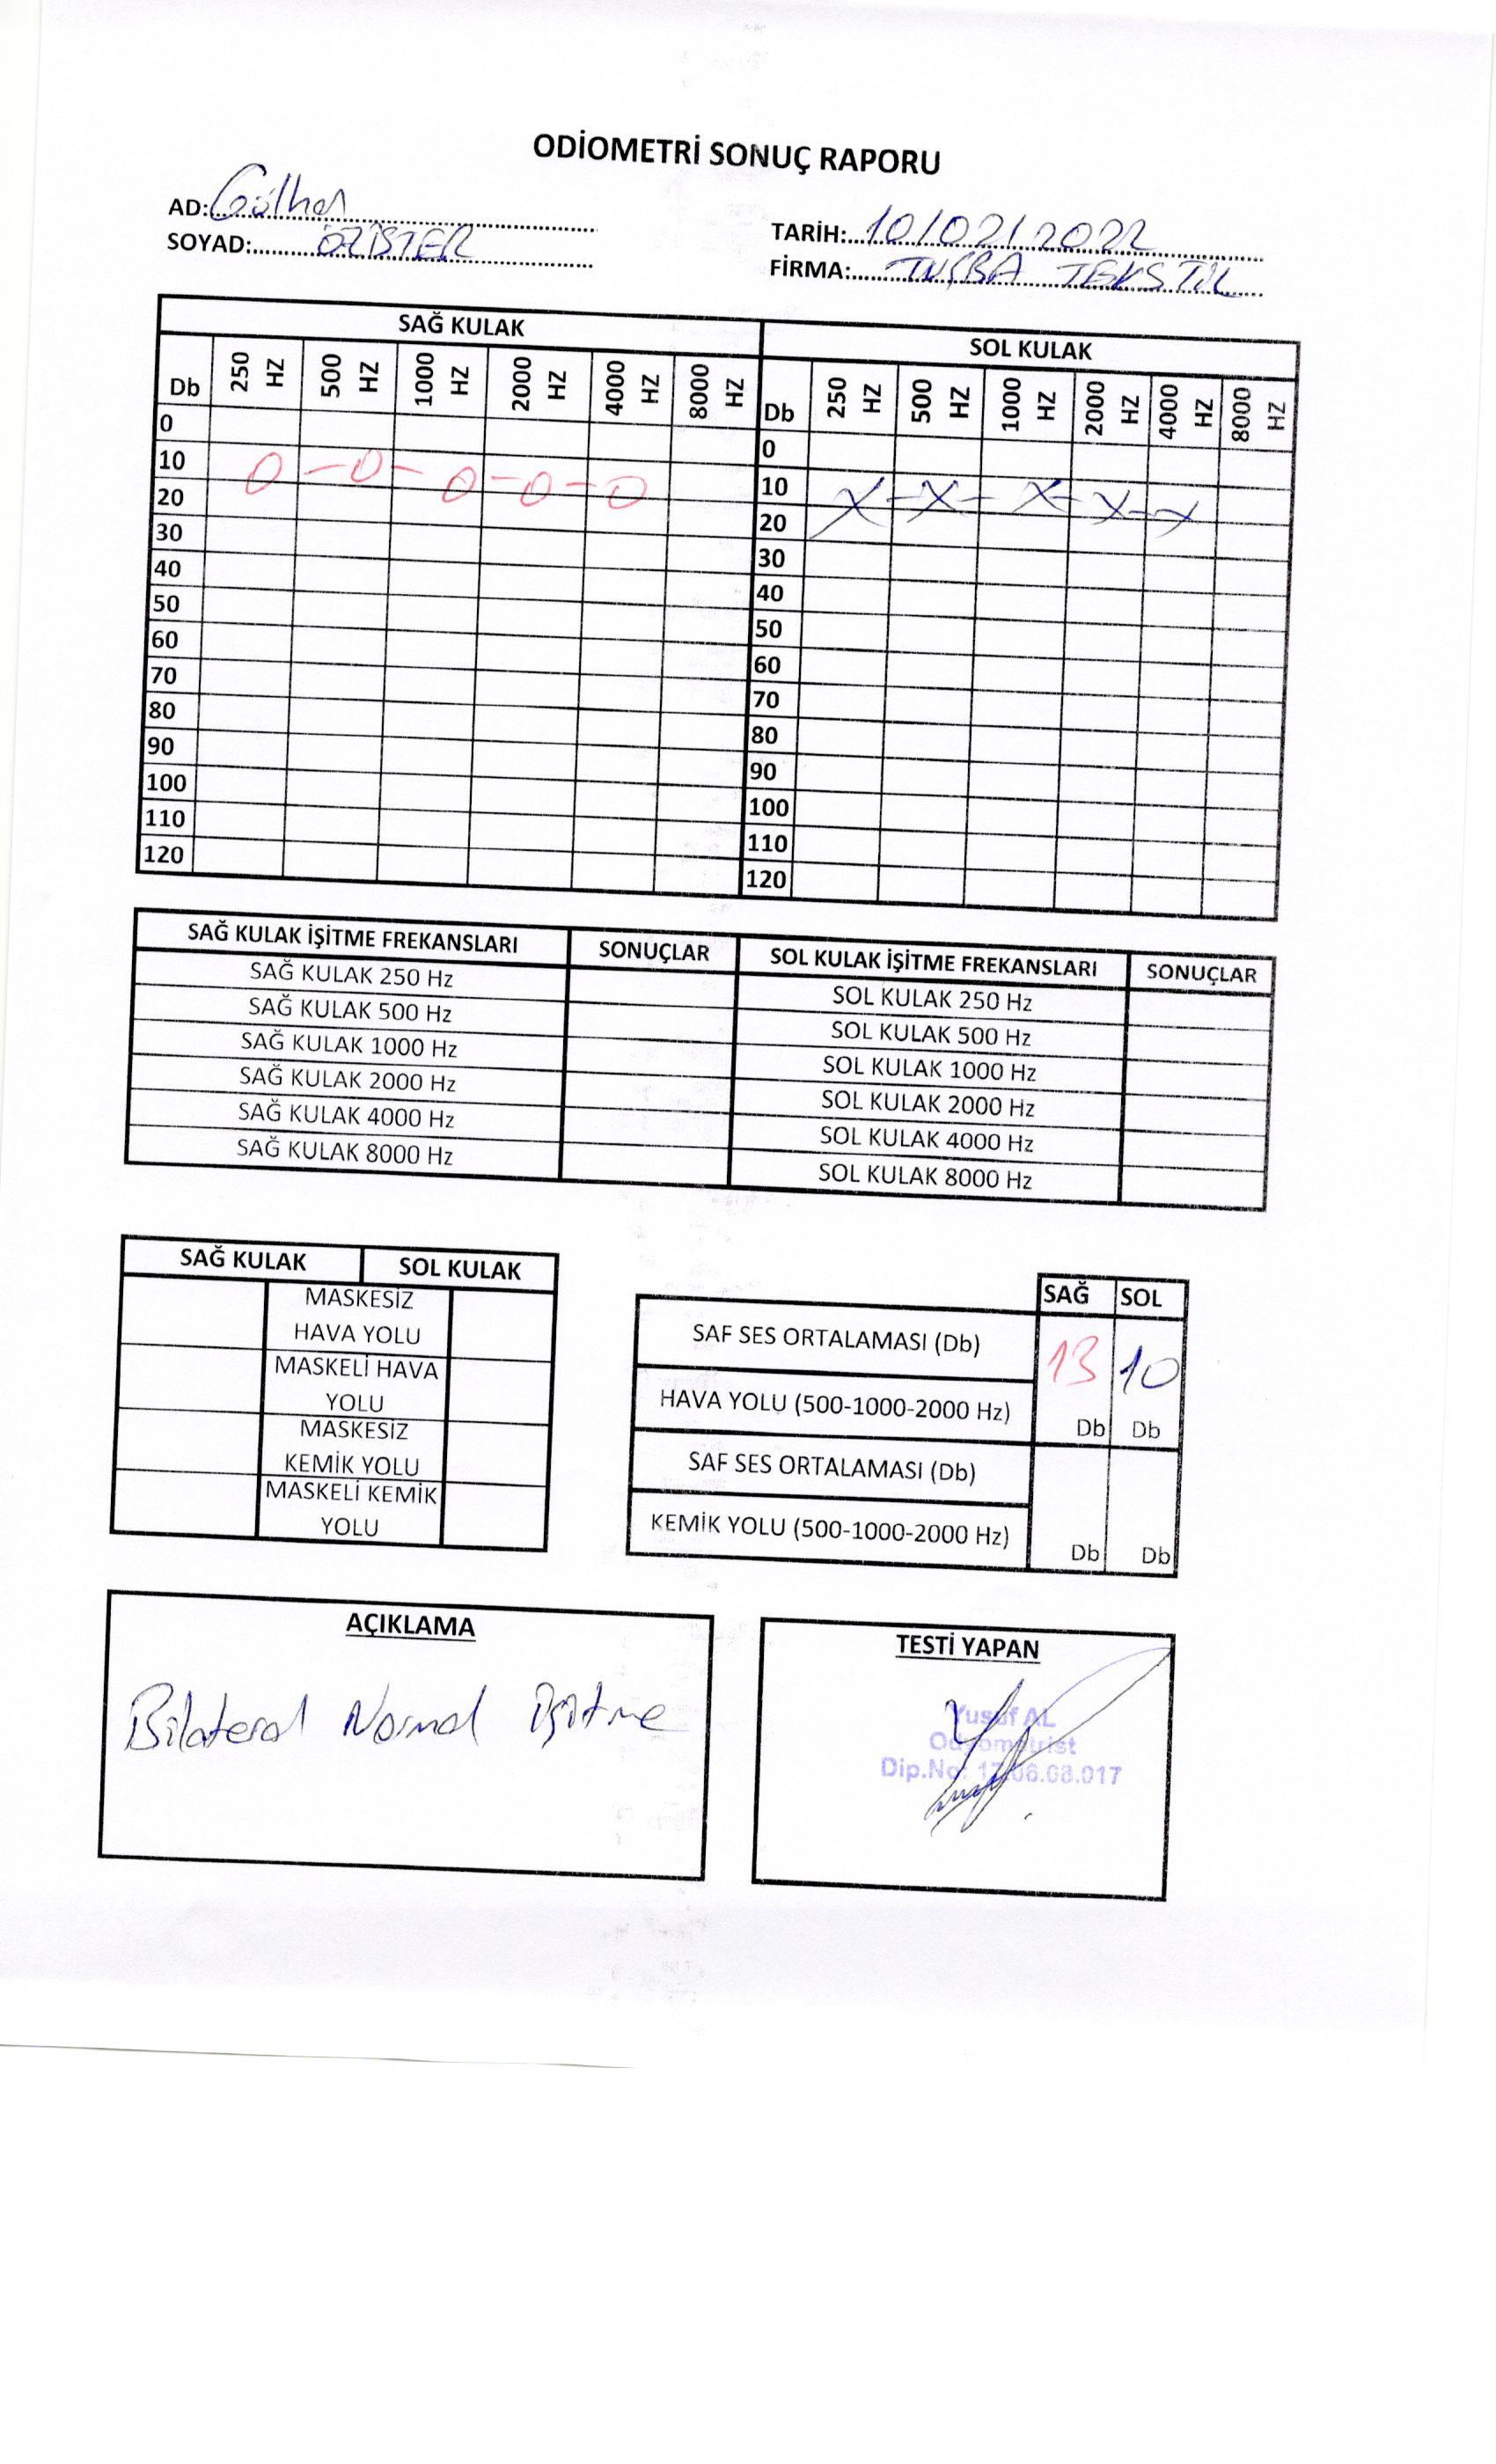 ODİOMETRİ SONUÇ RAPORU
AD:
SOYAD: ÖZİSTER
TARİH: 10/02/2022
FİRMA: TUĞBA TEKSTİL
SAĞ KULAK SOL KULAK
Db 250 HZ 500 HZ 1000 HZ 2000 HZ 4000 HZ 8000 HZ Db 250 HZ 500 HZ 1000 HZ 2000 HZ 4000 HZ 8000 HZ
0 0
10 O - O - O - O - O 10 X - X - X - X - X
20 20
30 30
40 40
50 50
60 60
70 70
80 80
90 90
100 100
110 110
120 120
SAĞ KULAK İŞİTME FREKANSLARI SONUÇLAR SOL KULAK İŞİTME FREKANSLARI SONUÇLAR
SAĞ KULAK 250 Hz SOL KULAK 250 Hz
SAĞ KULAK 500 Hz SOL KULAK 500 Hz
SAĞ KULAK 1000 Hz SOL KULAK 1000 Hz
SAĞ KULAK 2000 Hz SOL KULAK 2000 Hz
SAĞ KULAK 4000 Hz SOL KULAK 4000 Hz
SAĞ KULAK 8000 Hz SOL KULAK 8000 Hz
SAĞ KULAK SOL KULAK
MASKESİZ
HAVA YOLU
MASKELİ HAVA
YOLU
MASKESİZ
KEMİK YOLU
MASKELİ KEMİK
YOLU
SAĞ SOL
SAF SES ORTALAMASI (Db) 13 10
HAVA YOLU (500-1000-2000 Hz) Db Db
SAF SES ORTALAMASI (Db)
KEMİK YOLU (500-1000-2000 Hz) Db Db
AÇIKLAMA
Bilateral Normal İşitme
TESTİ YAPAN
Yusuf AL
Odyometrist
Dip.No: 17.06.08.017